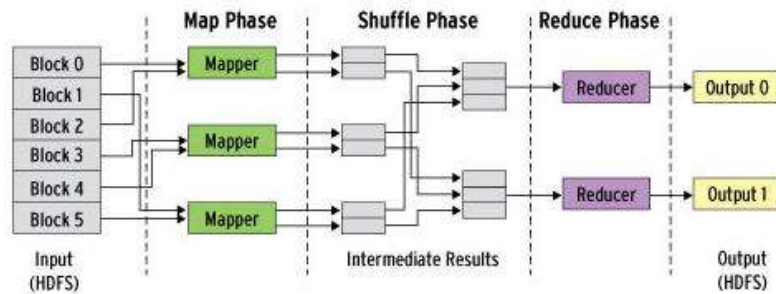 Map Phase
Shuffle Phase
Reduce Phase
Block 0
Block 1
Block 2
Block 3
Block 4
Block 5
Mapper
Mapper
Mapper
Reducer
Reducer
Output 0
Output 1
Input
(HDFS)
Intermediate Results
Output
(HDFS)